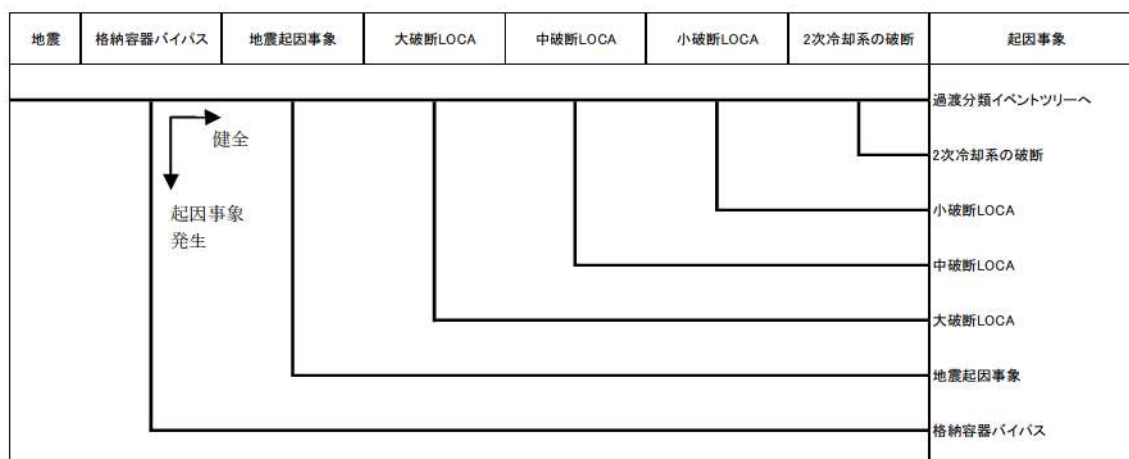 地震 格納容器バイパス 地震起因事象 大破断LOCA 中破断LOCA 小破断LOCA 2次冷却系の破断 起因事象
過渡分類イベントツリーへ
健全
2次冷却系の破断
起因事象
発生
小破断LOCA
中破断LOCA
大破断LOCA
地震起因事象
格納容器バイパス